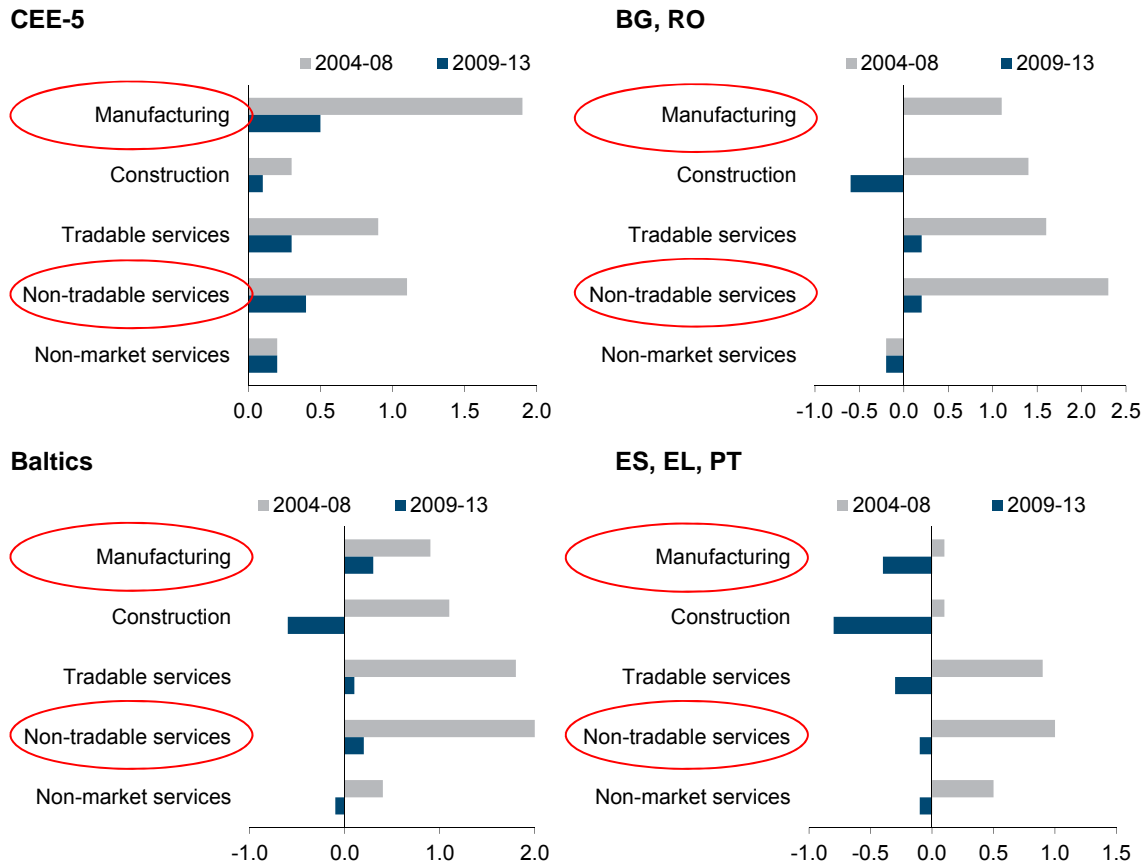 CEE-5
2004-08 2009-13
Manufacturing
Construction
Tradable services
Non-tradable services
Non-market services
0.0 0.5 1.0 1.5 2.0
BG, RO
2004-08 2009-13
Manufacturing
Construction
Tradable services
Non-tradable services
Non-market services
-1.0 -0.5 0.0 0.5 1.0 1.5 2.0 2.5
Baltics
2004-08 2009-13
Manufacturing
Construction
Tradable services
Non-tradable services
Non-market services
-1.0 0.0 1.0 2.0
ES, EL, PT
2004-08 2009-13
Manufacturing
Construction
Tradable services
Non-tradable services
Non-market services
-1.0 -0.5 0.0 0.5 1.0 1.5